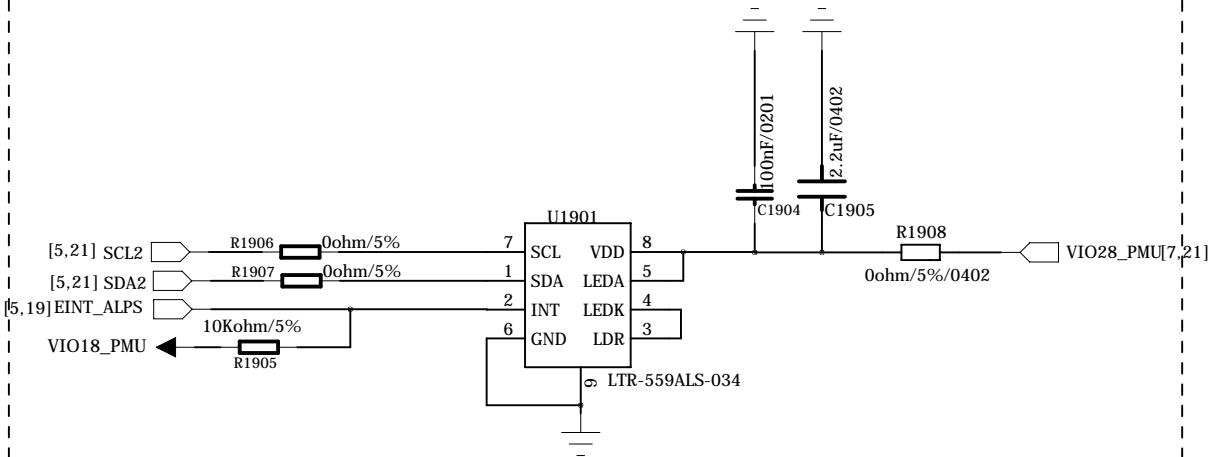 100nF/0201
2.2uF/0402
C1904
C1905
U1901
R1908
[5,21] SCL2
R1906
0ohm/5%
7
SCL
VDD
8
VIO28_PMU[7,21]
0ohm/5%/0402
[5,21] SDA2
R1907
0ohm/5%
1
SDA
LEDA
5
[5,19]EINT_ALPS
2
INT
LEDK
4
10Kohm/5%
6
GND
LDR
3
VIO18_PMU
R1905
9
LTR-559ALS-034